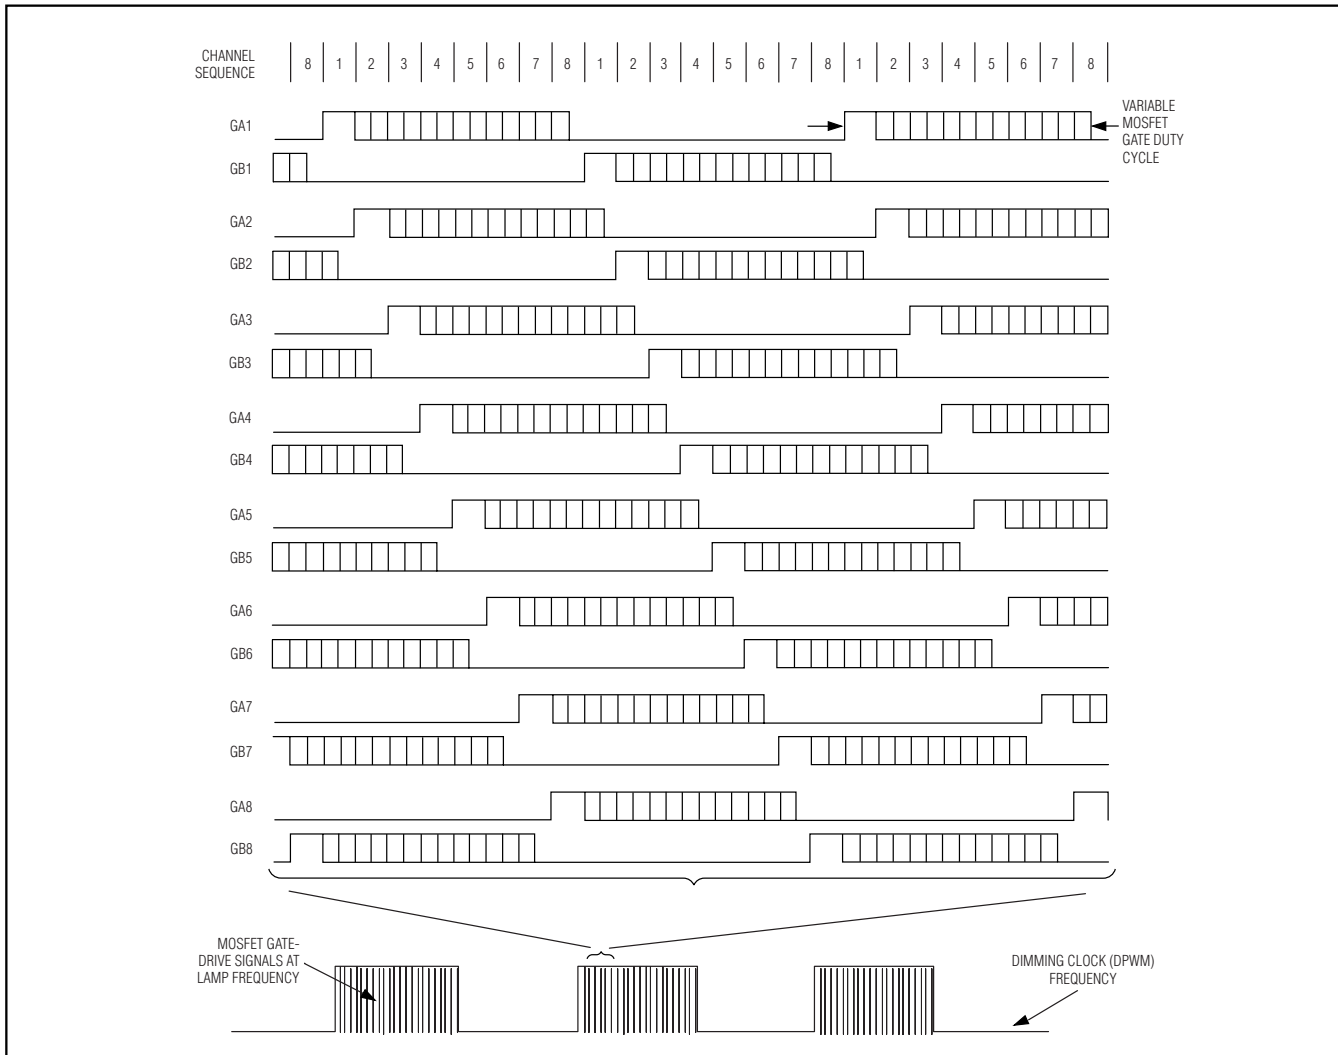 CHANNEL
SEQUENCE
8 1 2 3 4 5 6 7 8 1 2 3 4 5 6 7 8 1 2 3 4 5 6 7 8
GA1
VARIABLE
MOSFET
GATE DUTY
CYCLE
GB1
GA2
GB2
GA3
GB3
GA4
GB4
GA5
GB5
GA6
GB6
GA7
GB7
GA8
GB8
MOSFET GATE-
DRIVE SIGNALS AT
LAMP FREQUENCY
DIMMING CLOCK (DPWM)
FREQUENCY